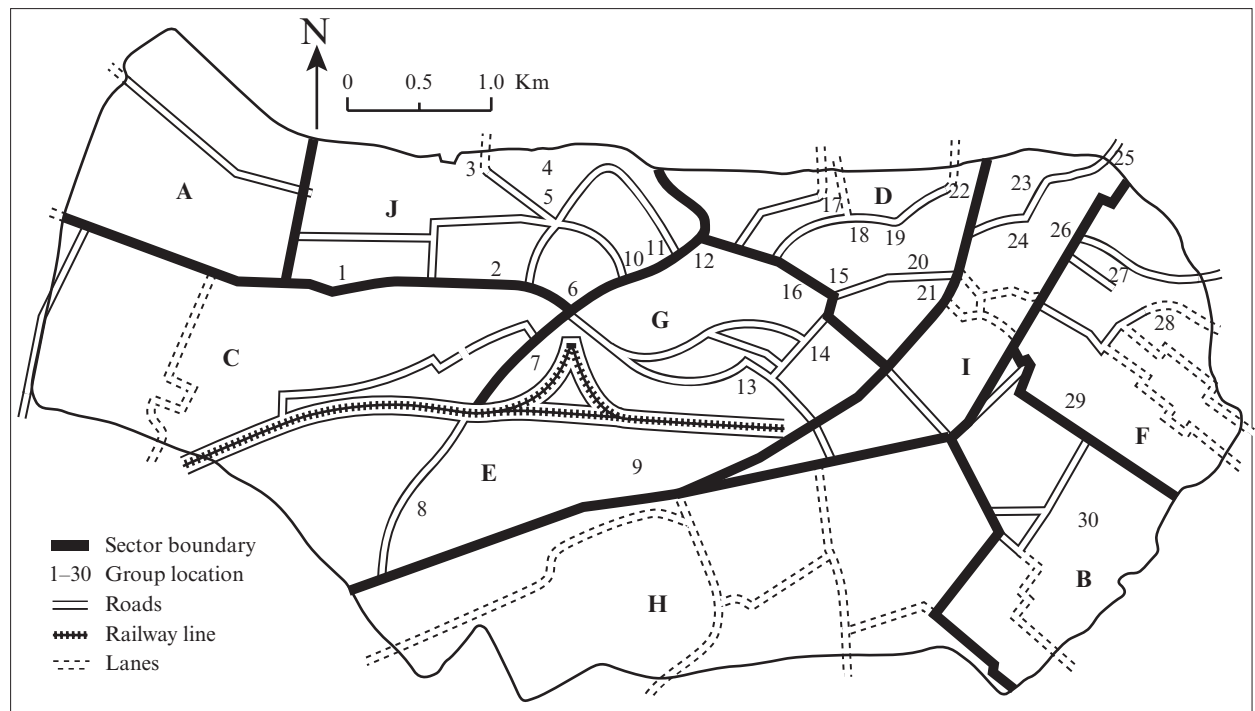 N
0 0.5 1.0 Km
25
3
4
23
A
5
D
22
J
17
18
19
24
26
10
11
12
1
2
15
20
27
6
16
21
G
28
C
7
14
I
13
29
F
E
9
8
30
B
H
Sector boundary
1–30 Group location
Roads
Railway line
Lanes